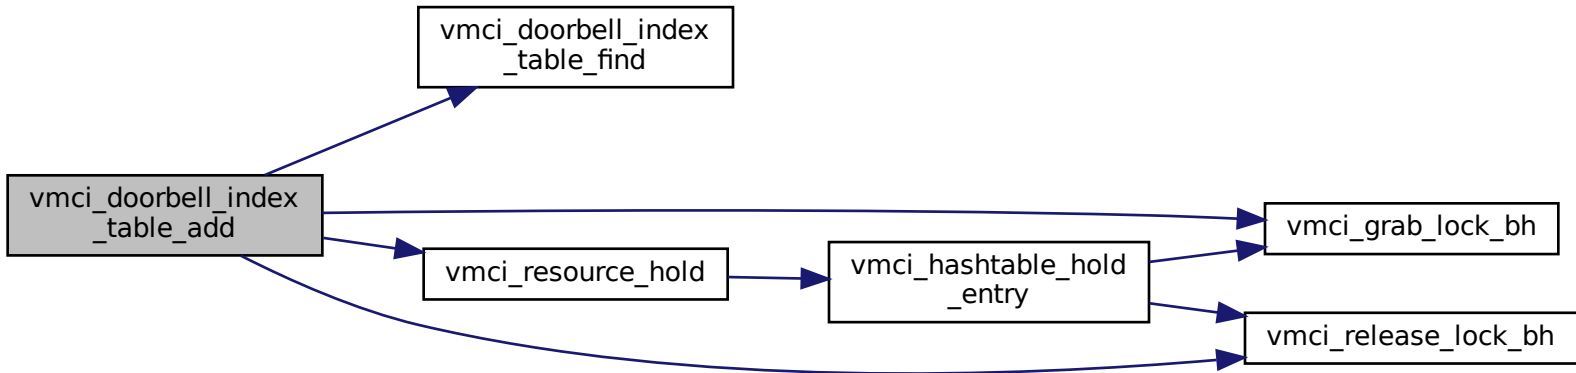 vmci_doorbell_index
_table_find
vmci_doorbell_index
_table_add
vmci_grab_lock_bh
vmci_resource_hold
vmci_hashtable_hold
_entry
vmci_release_lock_bh